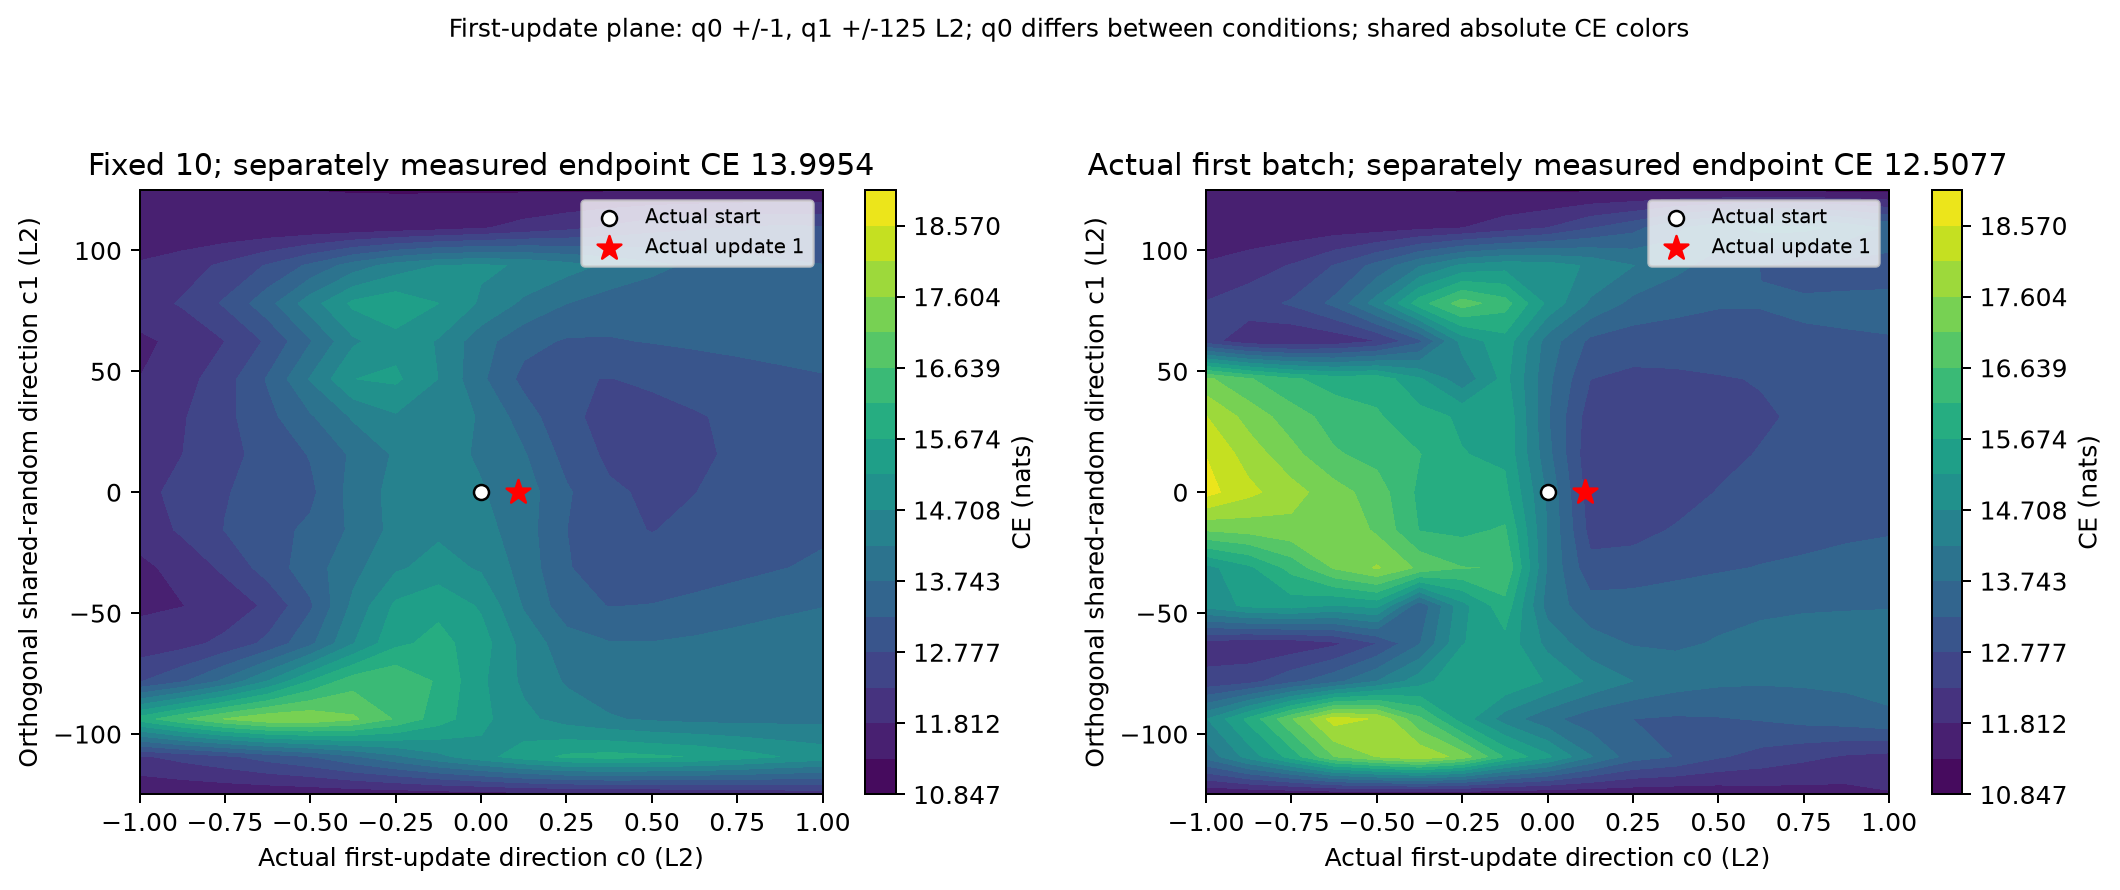 First-update plane: q0 +/-1, q1 +/-125 L2; q0 differs between conditions; shared absolute CE colors
Fixed 10; separately measured endpoint CE 13.9954
Actual start
Actual update 1
Orthogonal shared-random direction c1 (L2)
100
50
0
−50
−100
−1.00 −0.75 −0.50 −0.25 0.00 0.25 0.50 0.75 1.00
Actual first-update direction c0 (L2)
18.570
17.604
16.639
15.674
14.708
13.743
12.777
11.812
10.847
CE (nats)
Actual first batch; separately measured endpoint CE 12.5077
Actual start
Actual update 1
Orthogonal shared-random direction c1 (L2)
100
50
0
−50
−100
−1.00 −0.75 −0.50 −0.25 0.00 0.25 0.50 0.75 1.00
Actual first-update direction c0 (L2)
18.570
17.604
16.639
15.674
14.708
13.743
12.777
11.812
10.847
CE (nats)